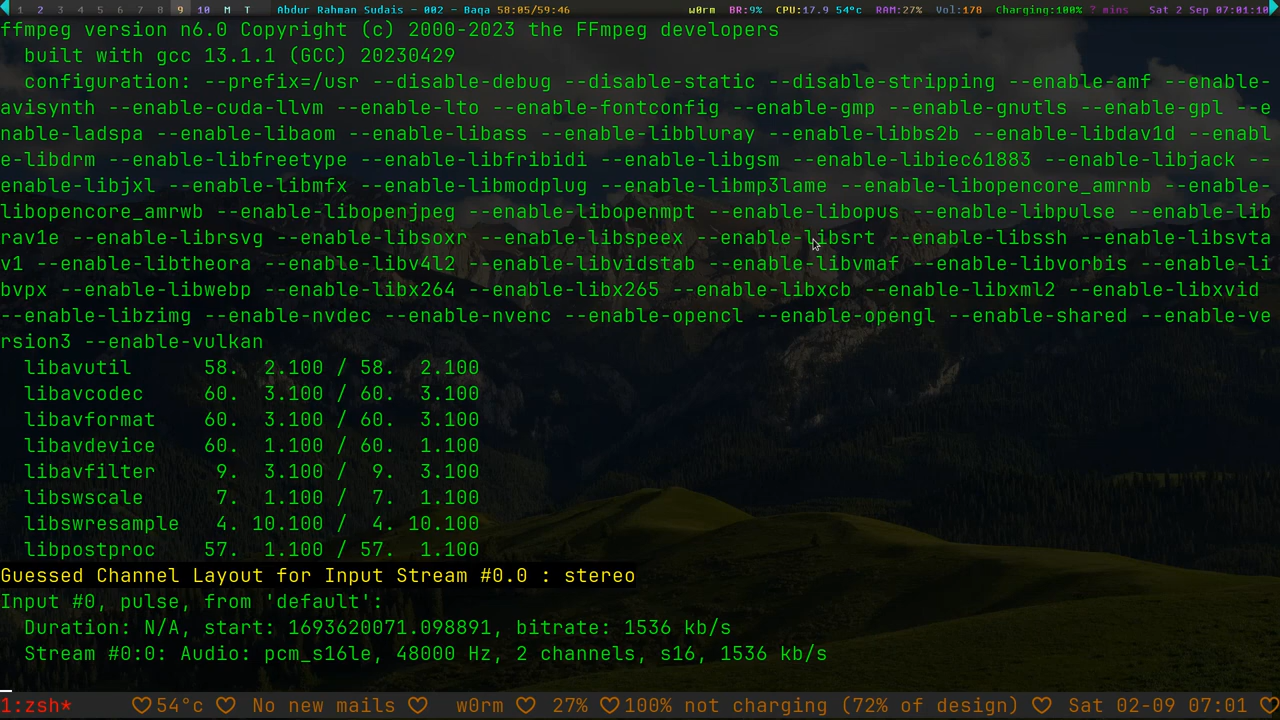 1 2 3 4 5 6 7 8 9 10 M T Abdur Rahman Sudais - 002 - Baqa 58:05/59:46 w0rm BR:9% CPU:17.9 54°c RAM:27% Vol:178 Charging:100% ? mins Sat 2 Sep 07:01:10
ffmpeg version n6.0 Copyright (c) 2000-2023 the FFmpeg developers
built with gcc 13.1.1 (GCC) 20230429
configuration: --prefix=/usr --disable-debug --disable-static --disable-stripping --enable-amf --enable-
avisynth --enable-cuda-llvm --enable-lto --enable-fontconfig --enable-gmp --enable-gnutls --enable-gpl --e
nable-ladspa --enable-libaom --enable-libass --enable-libbluray --enable-libbs2b --enable-libdav1d --enabl
e-libdrm --enable-libfreetype --enable-libfribidi --enable-libgsm --enable-libiec61883 --enable-libjack --
enable-libjxl --enable-libmfx --enable-libmodplug --enable-libmp3lame --enable-libopencore_amrnb --enable-
libopencore_amrwb --enable-libopenjpeg --enable-libopenmpt --enable-libopus --enable-libpulse --enable-lib
rav1e --enable-librsvg --enable-libsoxr --enable-libspeex --enable-libsrt --enable-libssh --enable-libsvta
v1 --enable-libtheora --enable-libv4l2 --enable-libvidstab --enable-libvmaf --enable-libvorbis --enable-li
bvpx --enable-libwebp --enable-libx264 --enable-libx265 --enable-libxcb --enable-libxml2 --enable-libxvid
--enable-libzimg --enable-nvdec --enable-nvenc --enable-opencl --enable-opengl --enable-shared --enable-ve
rsion3 --enable-vulkan
libavutil 58. 2.100 / 58. 2.100
libavcodec 60. 3.100 / 60. 3.100
libavformat 60. 3.100 / 60. 3.100
libavdevice 60. 1.100 / 60. 1.100
libavfilter 9. 3.100 / 9. 3.100
libswscale 7. 1.100 / 7. 1.100
libswresample 4. 10.100 / 4. 10.100
libpostproc 57. 1.100 / 57. 1.100
Guessed Channel Layout for Input Stream #0.0 : stereo
Input #0, pulse, from 'default':
Duration: N/A, start: 1693620071.098891, bitrate: 1536 kb/s
Stream #0:0: Audio: pcm_s16le, 48000 Hz, 2 channels, s16, 1536 kb/s
1:zsh* ♡54°c ♡ No new mails ♡ w0rm ♡ 27% ♡100% not charging (72% of design) ♡ Sat 02-09 07:01 ♡